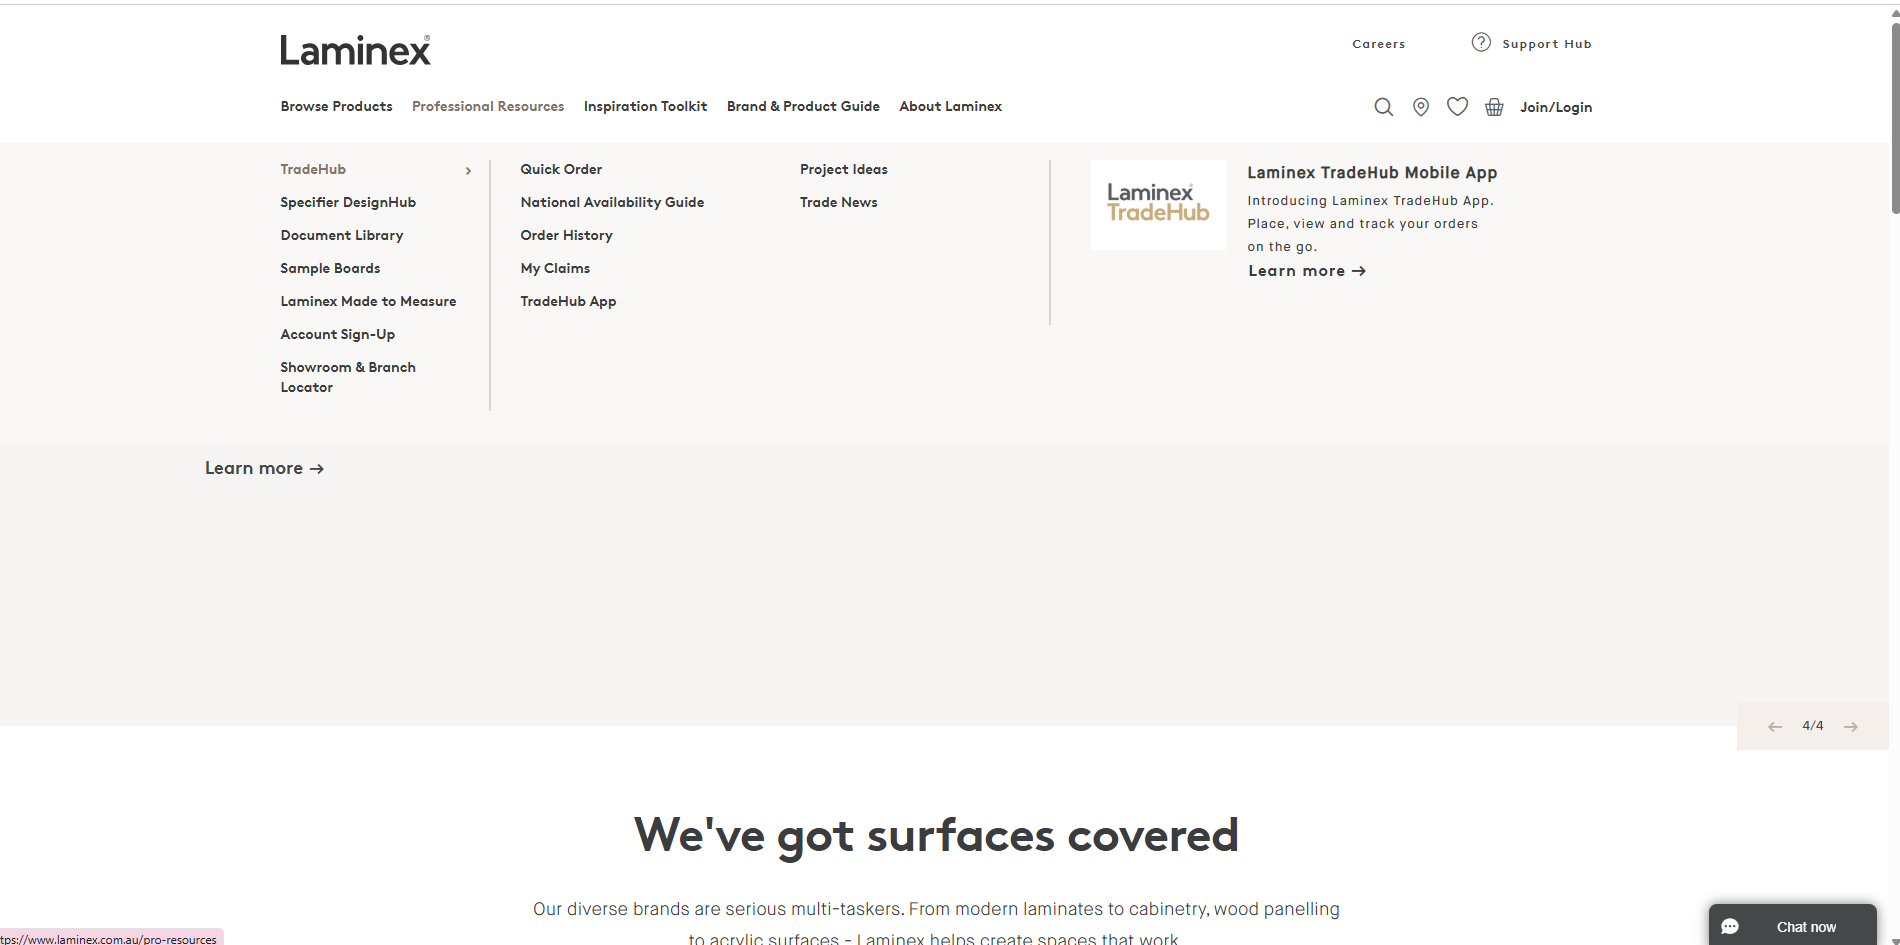 Laminex®
Careers
Support Hub
Browse Products
Professional Resources
Inspiration Toolkit
Brand & Product Guide
About Laminex
Join/Login
TradeHub
Specifier DesignHub
Document Library
Sample Boards
Laminex Made to Measure
Account Sign-Up
Showroom & Branch
Locator
Quick Order
National Availability Guide
Order History
My Claims
TradeHub App
Project Ideas
Trade News
Laminex
TradeHub
Laminex TradeHub Mobile App
Introducing Laminex TradeHub App.
Place, view and track your orders
on the go.
Learn more →
Learn more →
← 4/4 →
We've got surfaces covered
Our diverse brands are serious multi-taskers. From modern laminates to cabinetry, wood panelling
to acrylic surfaces - Laminex helps create spaces that work
Chat now
tps://www.laminex.com.au/pro-resources